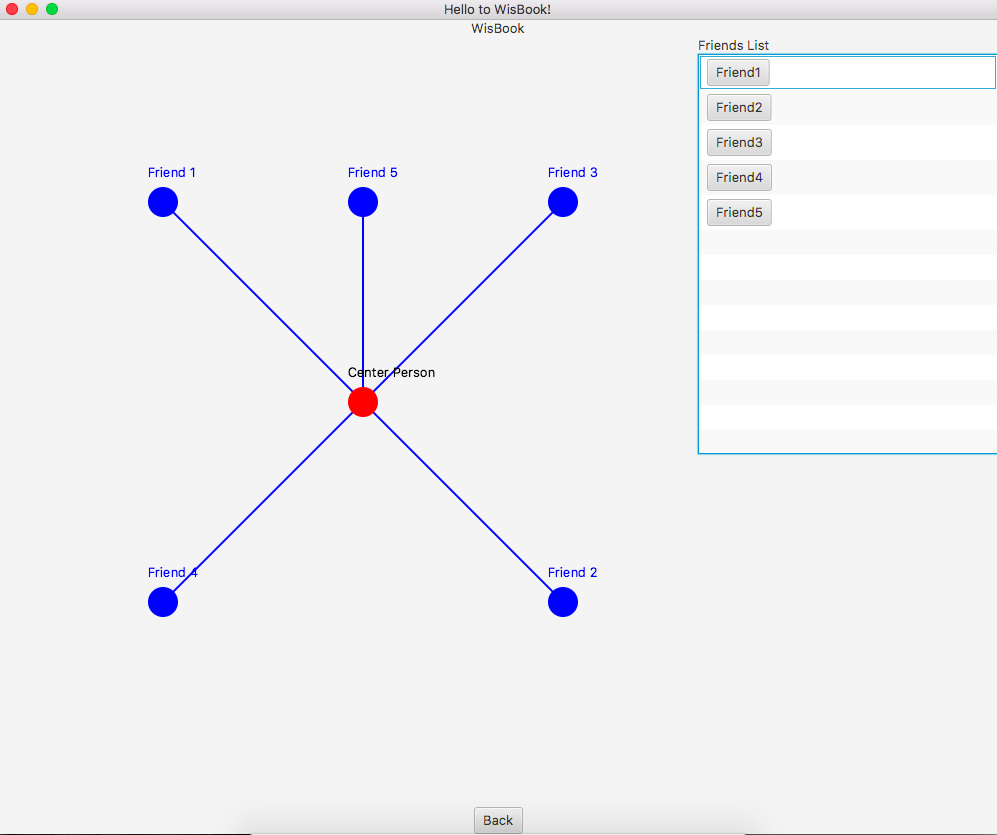 Hello to WisBook!
WisBook
Friends List
Friend1
Friend2
Friend3
Friend4
Friend5
Friend 1
Friend 5
Friend 3
Center Person
Friend 4
Friend 2
Back